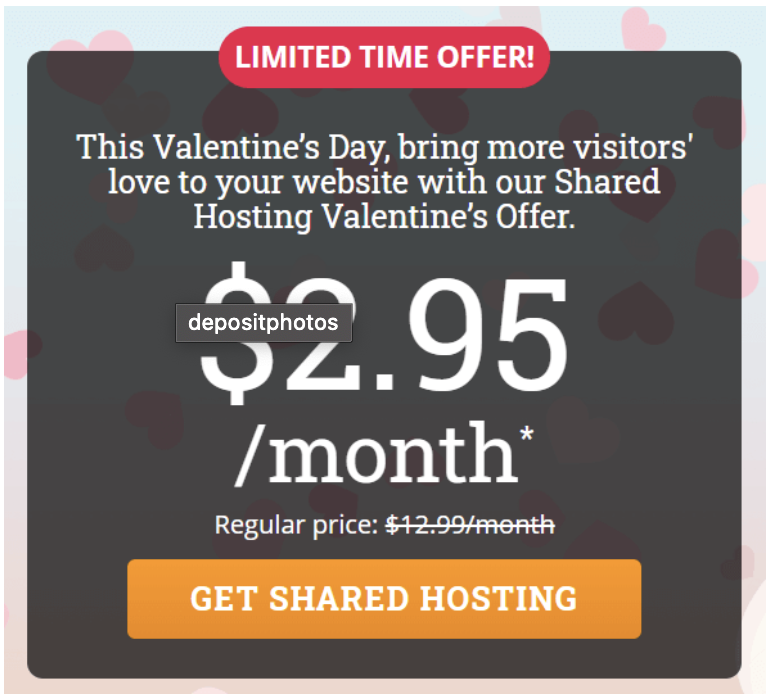 LIMITED TIME OFFER!
This Valentine’s Day, bring more visitors'
love to your website with our Shared
Hosting Valentine’s Offer.
$2.95
depositphotos
/month*
Regular price: $12.99/month
GET SHARED HOSTING